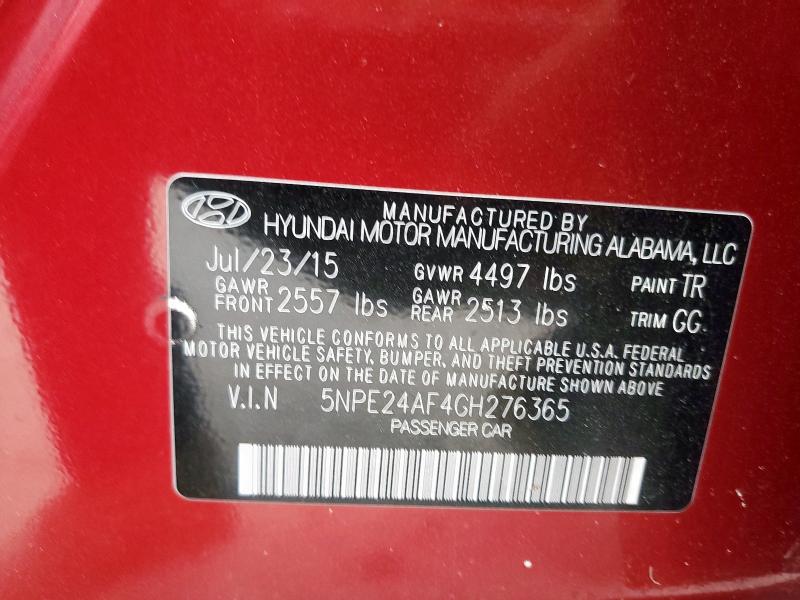 MANUFACTURED BY
HYUNDAI MOTOR MANUFACTURING ALABAMA, LLC
Jul/23/15 GVWR 4497 lbs PAINT TR
GAWR FRONT 2557 lbs GAWR REAR 2513 lbs TRIM GG
THIS VEHICLE CONFORMS TO ALL APPLICABLE U.S.A. FEDERAL
MOTOR VEHICLE SAFETY, BUMPER, AND THEFT PREVENTION STANDARDS
IN EFFECT ON THE DATE OF MANUFACTURE SHOWN ABOVE
V.I.N 5NPE24AF4GH276365
PASSENGER CAR